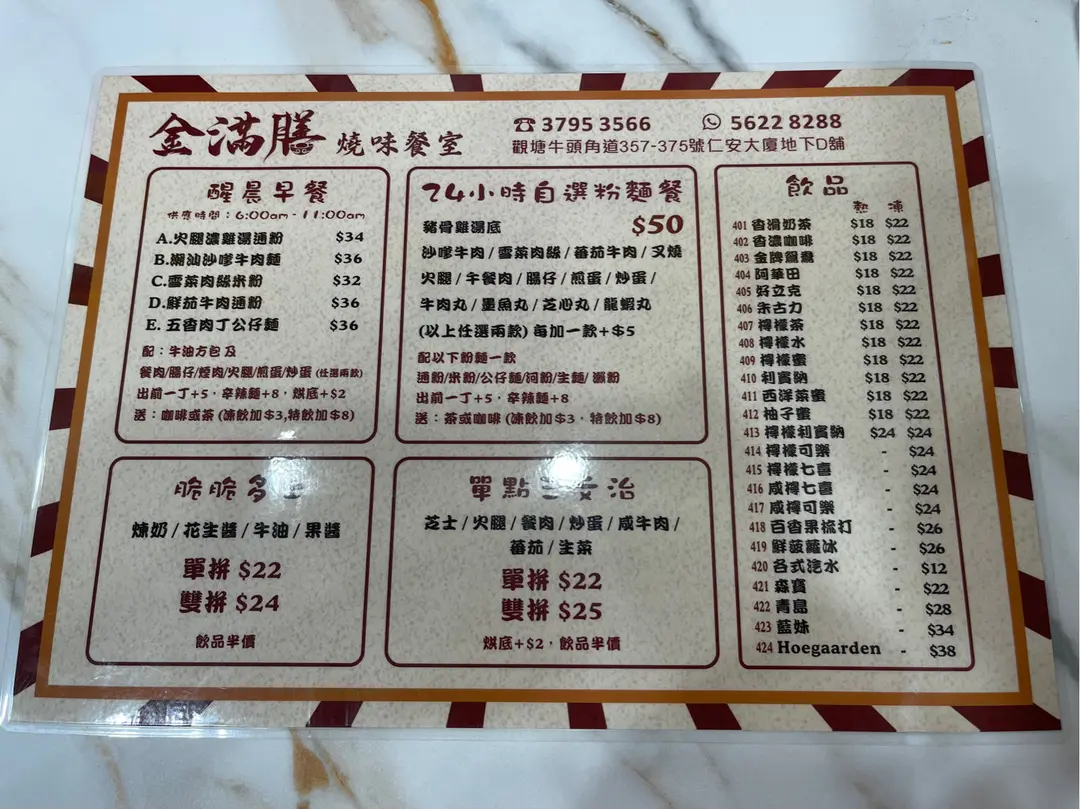 金滿膳 燒味餐室
☎ 3795 3566 5622 8288
觀塘牛頭角道357-375號仁安大廈地下D舖
醒晨早餐
供應時間：6:00am - 11:00am
A.火腿濃雞湯通粉 $34
B.潮汕沙嗲牛肉麵 $36
C.雪菜肉絲米粉 $32
D.鮮茄牛肉通粉 $36
E. 五香肉丁公仔麵 $36
配：牛油方包 及
餐肉/腸仔/煙肉/火腿/煎蛋/炒蛋 (任選兩款)
出前一丁+5．辛辣麵+8．烘底+$2
送：咖啡或茶 (凍飲加$3,特飲加$8)
24小時自選粉麵餐
豬骨雞湯底 $50
沙嗲牛肉/雪菜肉絲/番茄牛肉/叉燒
火腿/午餐肉/腸仔/煎蛋/炒蛋/
牛肉丸/墨魚丸/芝心丸/龍蝦丸
(以上任選兩款) 每加一款+$5
配以下粉麵一款
通粉/米粉/公仔麵/河粉/生麵/瀨粉
出前一丁+5．辛辣麵+8
送：茶或咖啡 (凍飲加$3．特飲加$8)
脆脆多士
煉奶/花生醬/牛油/果醬
單拼 $22
雙拼 $24
飲品半價
單點三文治
芝士/火腿/餐肉/炒蛋/咸牛肉/
番茄/生菜
單拼 $22
雙拼 $25
烘底+$2，飲品半價
飲品
熱 凍
401 香滑奶茶 $18 $22
402 香濃咖啡 $18 $22
403 金牌鴛鴦 $18 $22
404 阿華田 $18 $22
405 好立克 $18 $22
406 朱古力 $18 $22
407 檸檬茶 $18 $22
408 檸檬水 $18 $22
409 檸檬蜜 $18 $22
410 利賓納 $18 $22
411 西洋菜蜜 $18 $22
412 柚子蜜 $18 $22
413 檸檬利賓納 $24 $24
414 檸檬可樂 - $24
415 檸檬七喜 - $24
416 咸檸七喜 - $24
417 咸檸可樂 - $24
418 百香果梳打 - $26
419 鮮菠蘿冰 - $26
420 各式汽水 - $12
421 森寶 - $22
422 青島 - $28
423 藍妹 - $34
424 Hoegaarden - $38